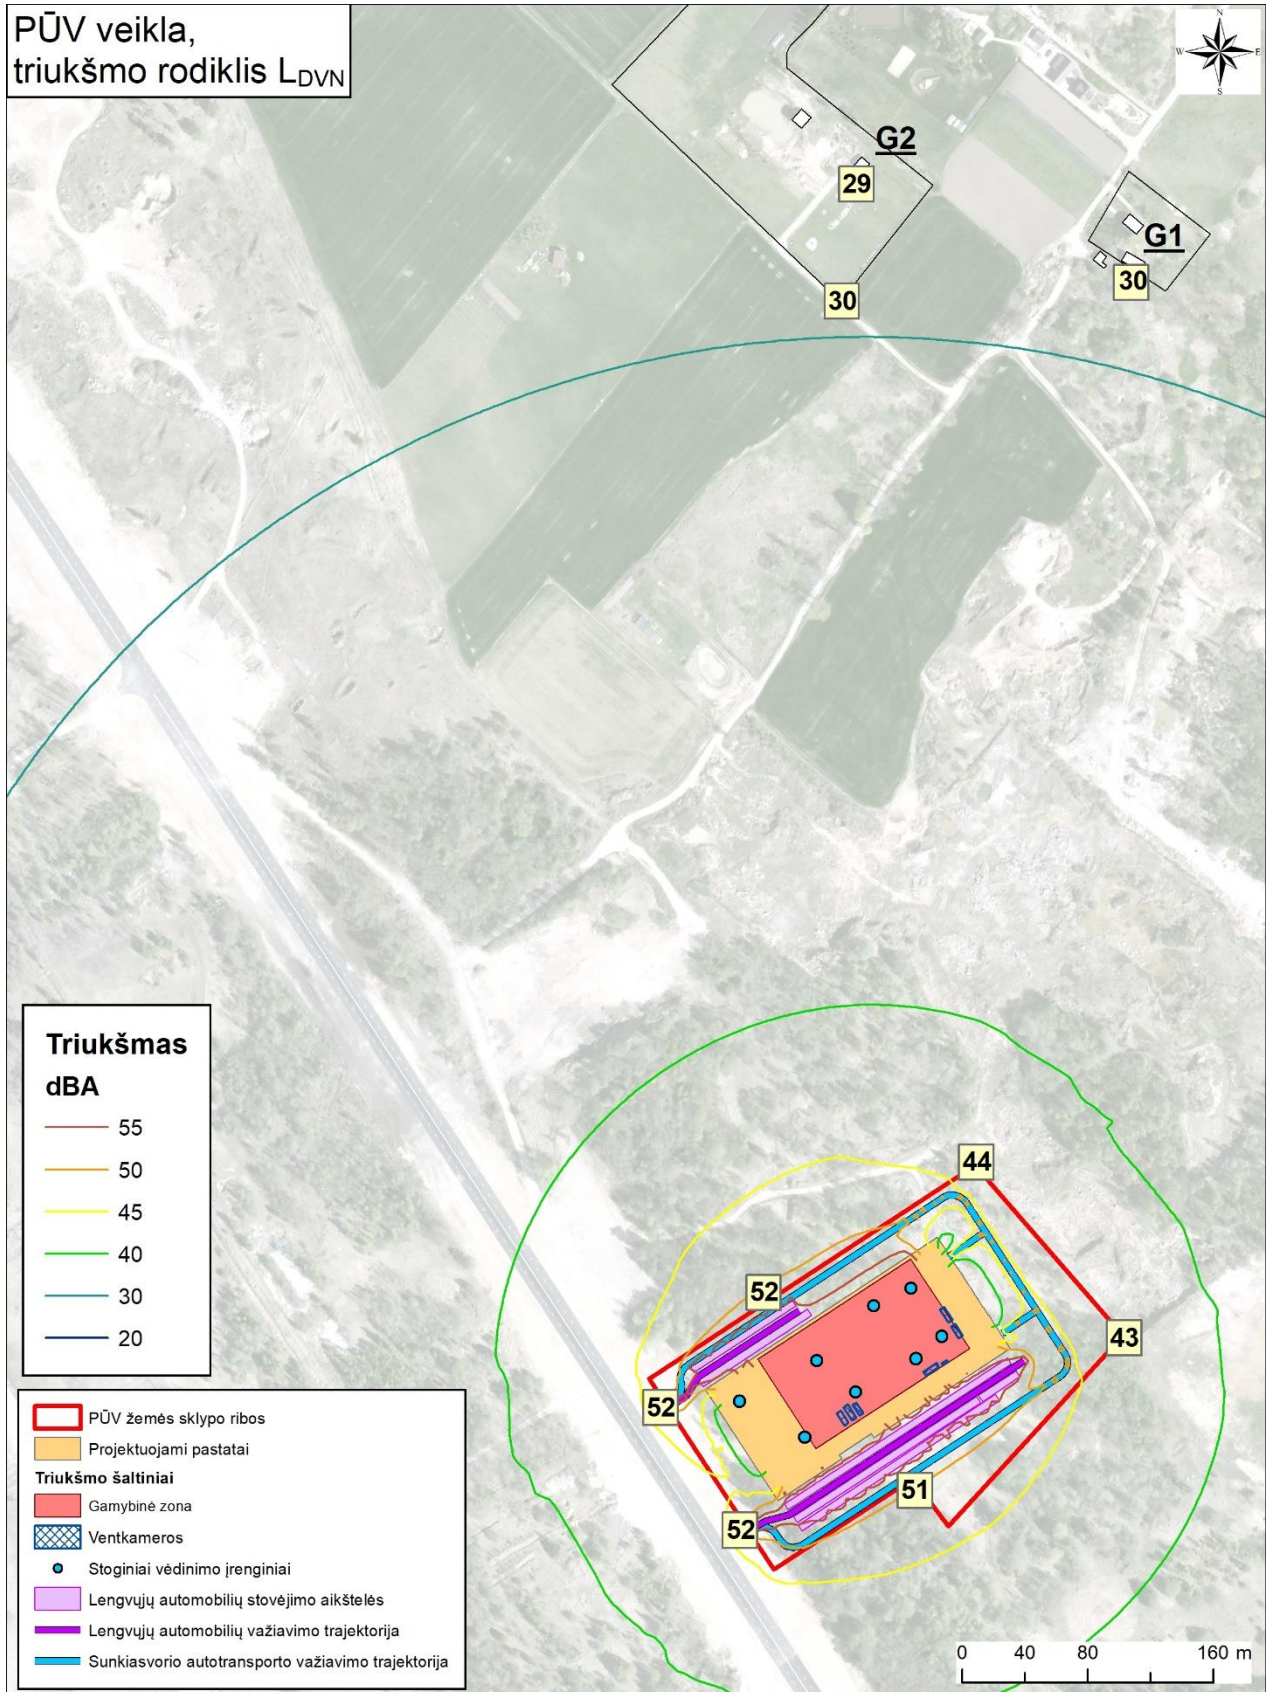 PŪV veikla,
triukšmo rodiklis LDVN
N
W E
S
G2
29
G1
30
30
Triukšmas
dBA
55
50
45
40
30
20
44
52
43
52
51
52
PŪV žemės sklypo ribos
Projektuojami pastatai
Triukšmo šaltiniai
Gamybinė zona
Ventkameros
Stoginiai vėdinimo įrenginiai
Lengvųjų automobilių stovėjimo aikštelės
Lengvųjų automobilių važiavimo trajektorija
Sunkiasvorio autotransporto važiavimo trajektorija
0 40 80 160 m